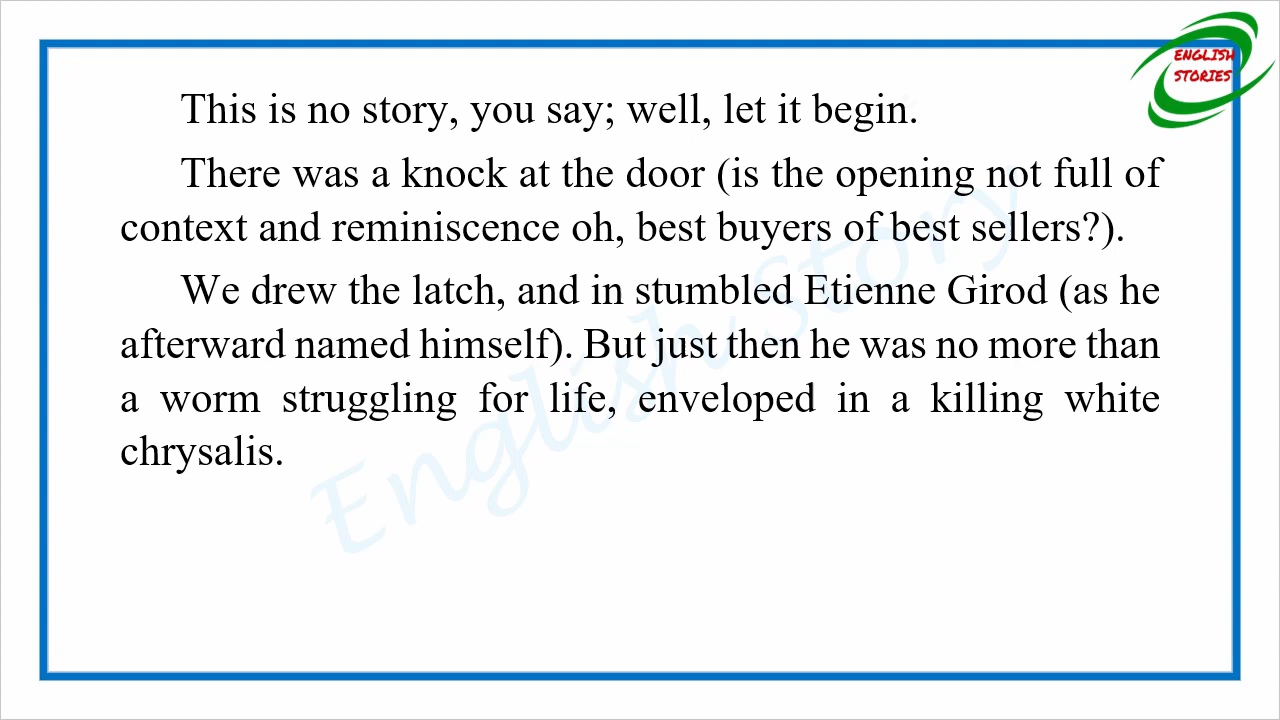 ENGLISH
STORIES
This is no story, you say; well, let it begin.
There was a knock at the door (is the opening not full of
context and reminiscence oh, best buyers of best sellers?).
We drew the latch, and in stumbled Etienne Girod (as he
afterward named himself). But just then he was no more than
a worm struggling for life, enveloped in a killing white
chrysalis.
English Story